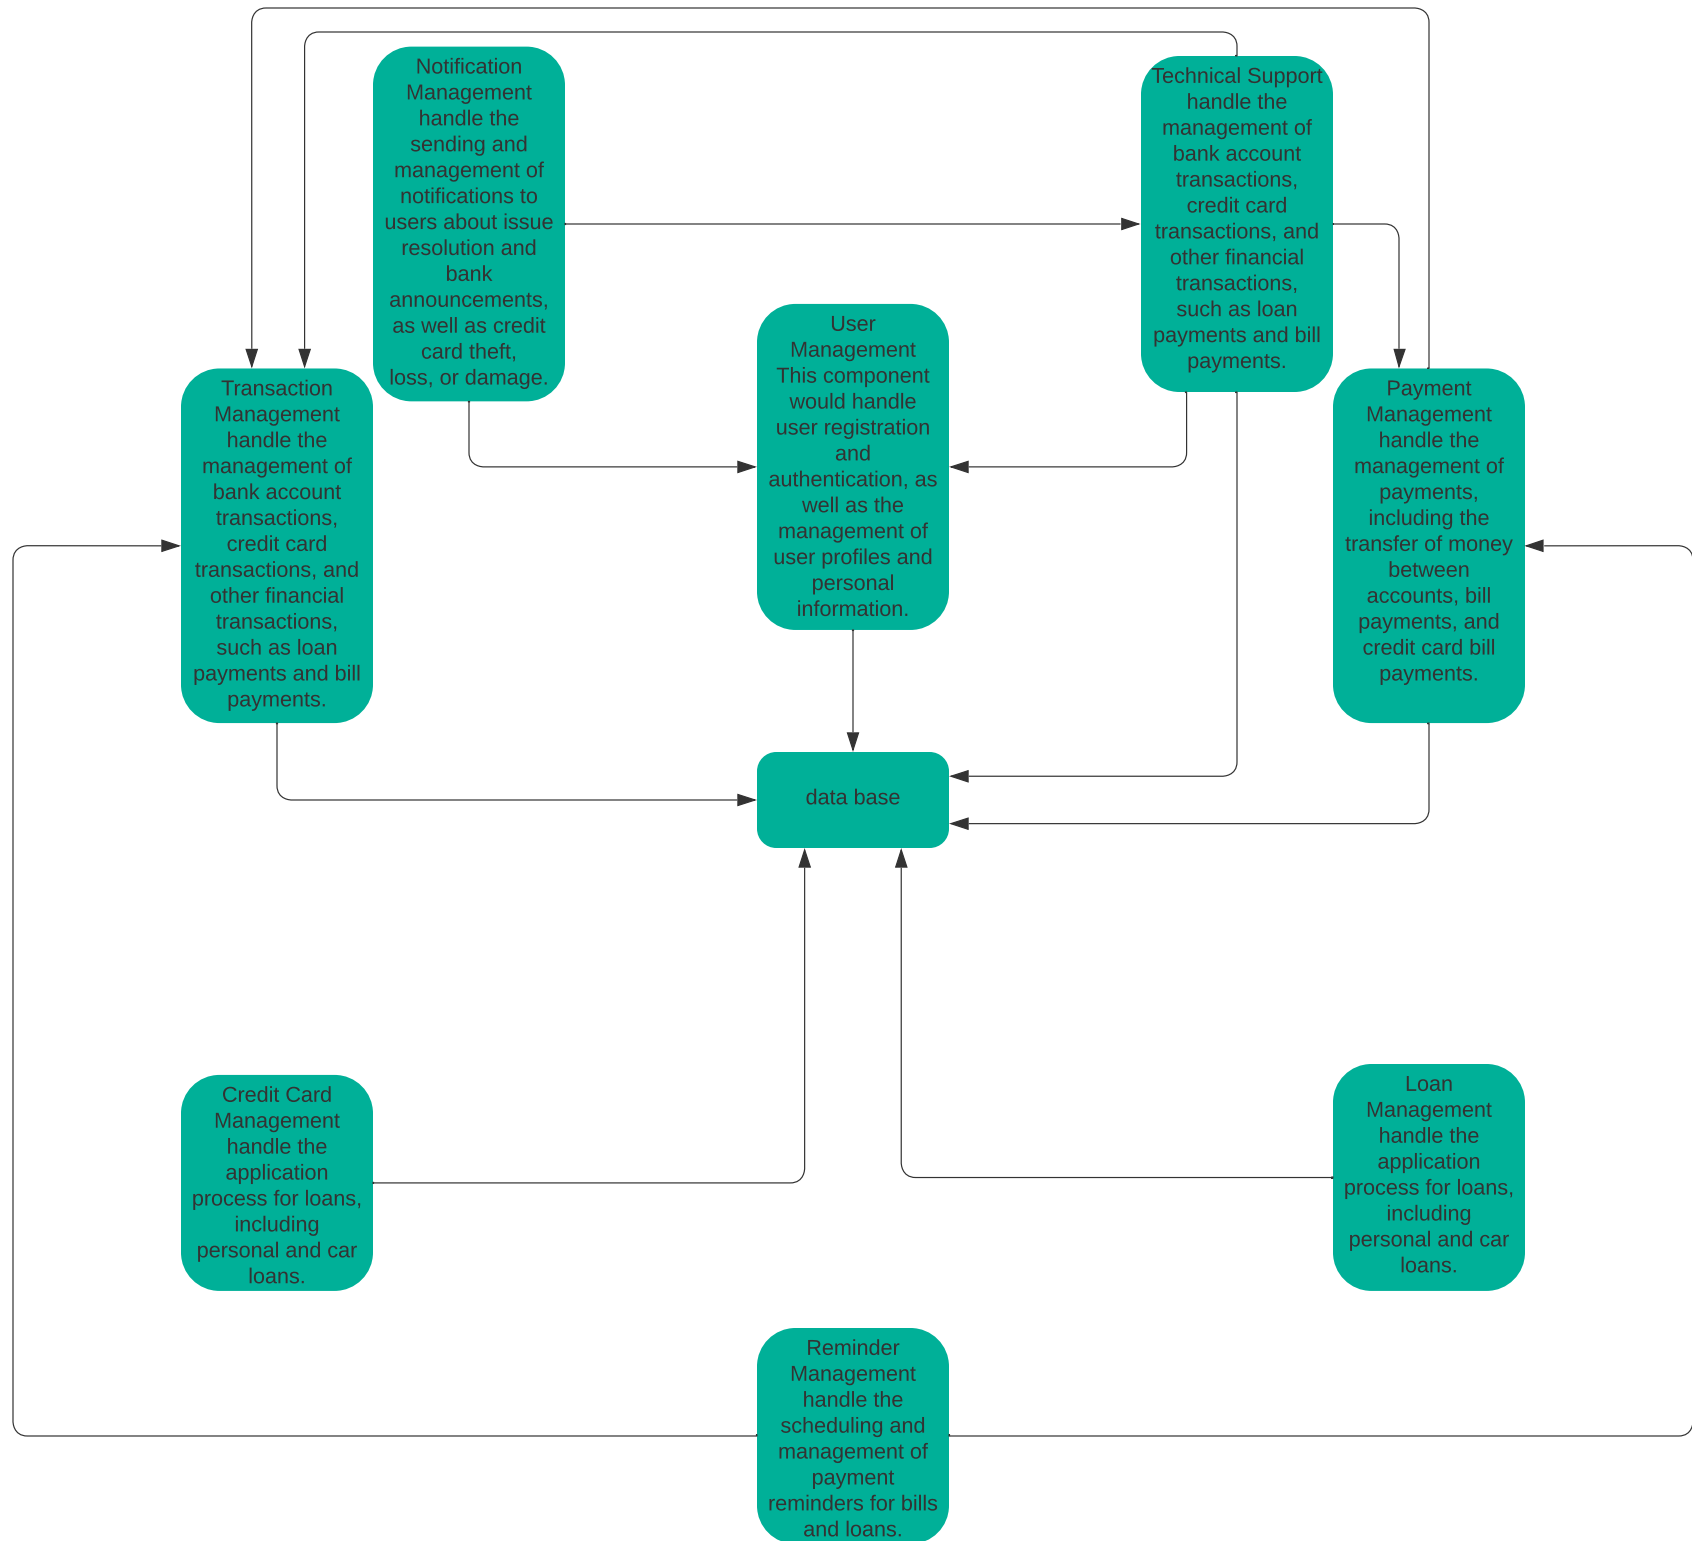 Notification
Management
handle the
sending and
management of
notifications to
users about issue
resolution and
bank
announcements,
as well as credit
card theft,
loss, or damage.
Technical Support
handle the
management of
bank account
transactions,
credit card
transactions, and
other financial
transactions,
such as loan
payments and bill
payments.
User
Management
This component
would handle
user registration
and
authentication, as
well as the
management of
user profiles and
personal
information.
Transaction
Management
handle the
management of
bank account
transactions,
credit card
transactions, and
other financial
transactions,
such as loan
payments and bill
payments.
Payment
Management
handle the
management of
payments,
including the
transfer of money
between
accounts, bill
payments, and
credit card bill
payments.
data base
Credit Card
Management
handle the
application
process for loans,
including
personal and car
loans.
Loan
Management
handle the
application
process for loans,
including
personal and car
loans.
Reminder
Management
handle the
scheduling and
management of
payment
reminders for bills
and loans.